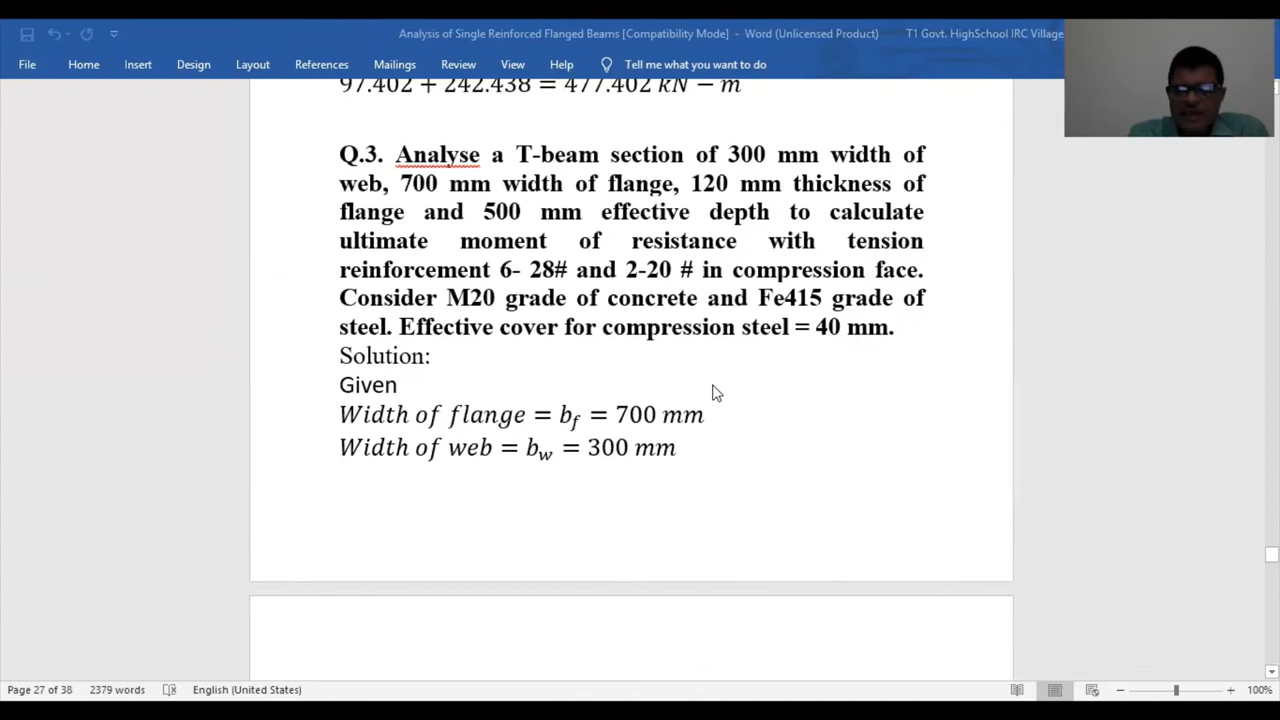 Analysis of Single Reinforced Flanged Beams [Compatibility Mode] - Word (Unlicensed Product)
T1 Govt. HighSchool IRC Village
File Home Insert Design Layout References Mailings Review View Help Tell me what you want to do
97.402 + 242.438 = 477.402 kN − m
Q.3. Analyse a T-beam section of 300 mm width of
web, 700 mm width of flange, 120 mm thickness of
flange and 500 mm effective depth to calculate
ultimate moment of resistance with tension
reinforcement 6- 28# and 2-20 # in compression face.
Consider M20 grade of concrete and Fe415 grade of
steel. Effective cover for compression steel = 40 mm.
Solution:
Given
Width of flange = b_f = 700 mm
Width of web = b_w = 300 mm
Page 27 of 38 2379 words English (United States) 100%